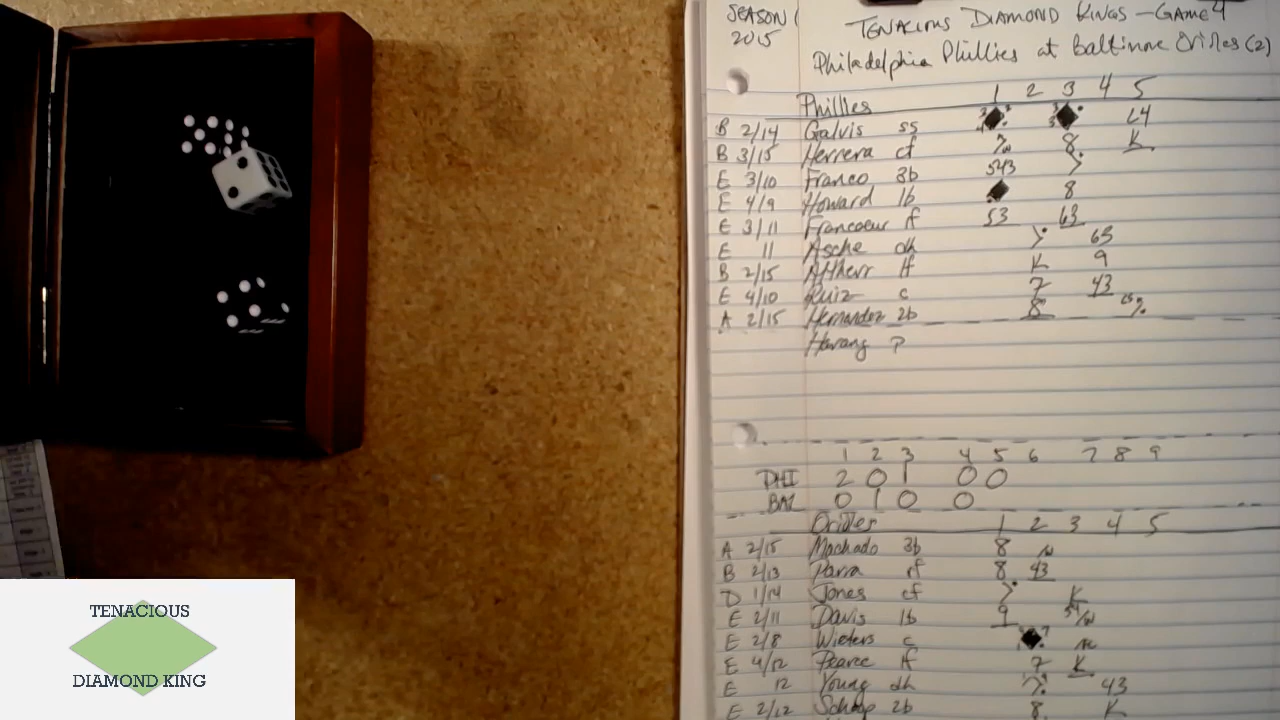 SEASON 1
2015
TENACIOUS DIAMOND KINGS - GAME 4
Philadelphia Phillies at Baltimore Orioles (2)
Phillies 1 2 3 4 5
B 2/14 Galvis ss L4
B 3/15 Herrera cf 8 K
E 3/10 Franco 3b 543
E 4/9 Howard 1b 8
E 3/11 Francoeur rf 53 63
E 11 Asche dh 63
B 2/15 Altherr lf K 9
E 4/10 Ruiz c 7 43
A 2/15 Hernandez 2b 8
Harang P
1 2 3 4 5 6 7 8 9
PHI 2 0 1 0 0
BAL 0 1 0 0
Orioles 1 2 3 4 5
A 2/15 Machado 3b 8
B 2/13 Parra rf 8 43
D 1/14 Jones cf K
E 2/11 Davis 1b 9
E 2/8 Wieters c
E 4/12 Pearce lf 7 K
E 12 Young dh 43
E 2/12 Schoop 2b 8 K
TENACIOUS
DIAMOND KING